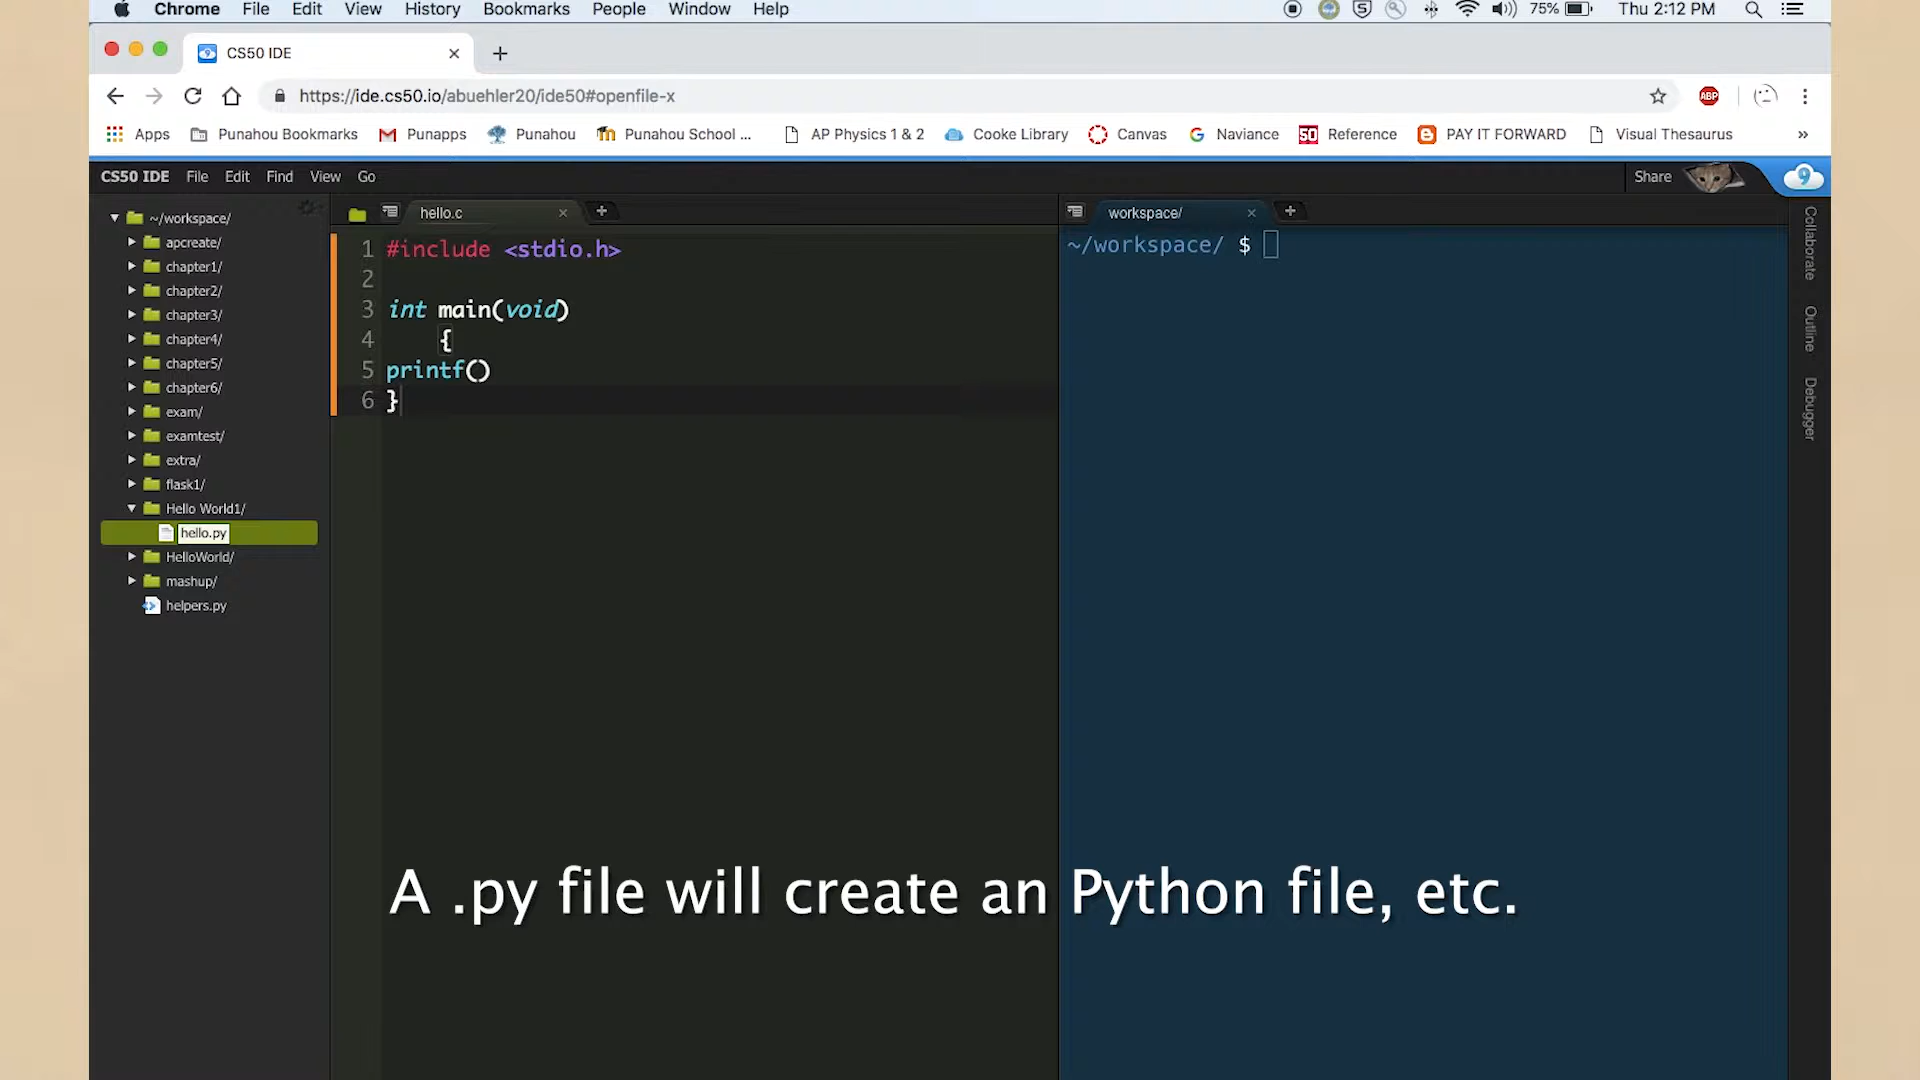 Chrome File Edit View History Bookmarks People Window Help 75% Thu 2:12 PM
CS50 IDE
https://ide.cs50.io/abuehler20/ide50#openfile-x
ABP
Apps Punahou Bookmarks Punapps Punahou Punahou School ... AP Physics 1 & 2 Cooke Library Canvas Naviance Reference PAY IT FORWARD Visual Thesaurus »
CS50 IDE File Edit Find View Go Share
~/workspace/
apcreate/
chapter1/
chapter2/
chapter3/
chapter4/
chapter5/
chapter6/
exam/
examtest/
extra/
flask1/
Hello World1/
hello.py
HelloWorld/
mashup/
helpers.py
hello.c
1 #include <stdio.h>
2
3 int main(void)
4 {
5 printf()
6 }
workspace/
~/workspace/ $
Collaborate
Outline
Debugger
A .py file will create an Python file, etc.